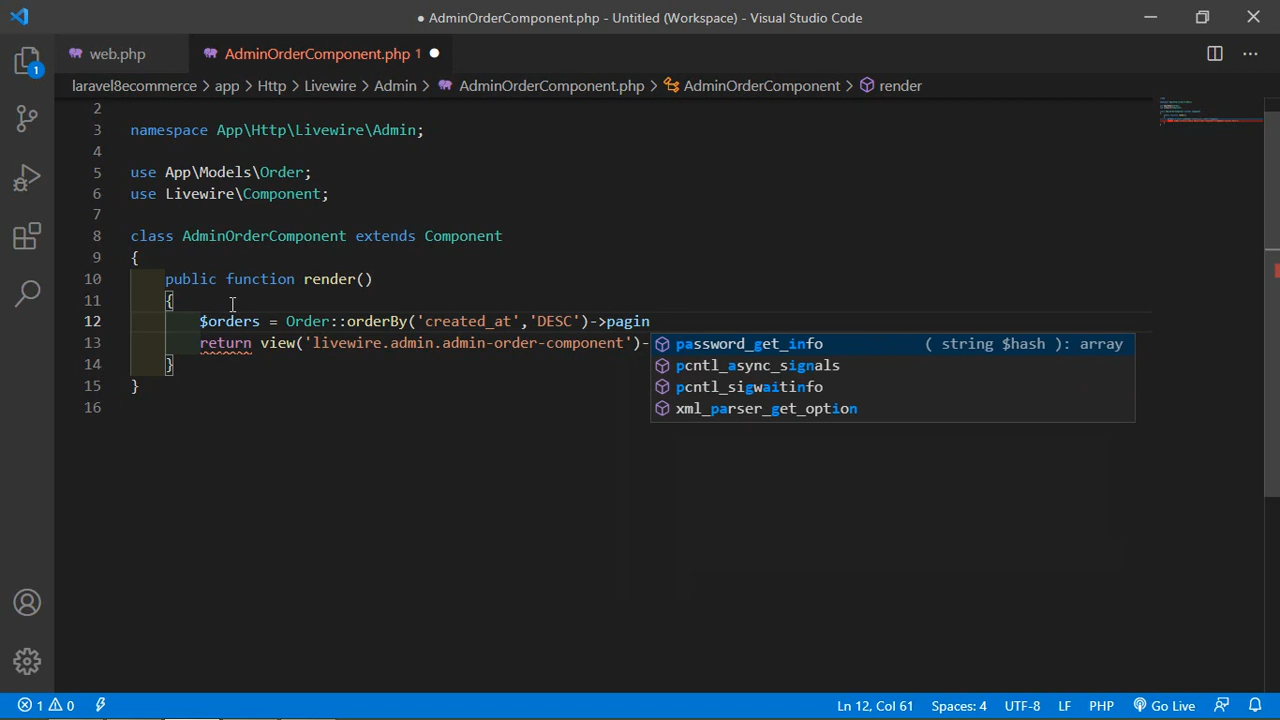 ● AdminOrderComponent.php - Untitled (Workspace) - Visual Studio Code
web.php
AdminOrderComponent.php 1 ●
laravel8ecommerce > app > Http > Livewire > Admin > AdminOrderComponent.php > AdminOrderComponent > render
2
3 namespace App\Http\Livewire\Admin;
4
5 use App\Models\Order;
6 use Livewire\Component;
7
8 class AdminOrderComponent extends Component
9 {
10 public function render()
11 {
12 $orders = Order::orderBy('created_at','DESC')->pagin
13 return view('livewire.admin.admin-order-component')-
14 }
15 }
16
password_get_info ( string $hash ): array
pcntl_async_signals
pcntl_sigwaitinfo
xml_parser_get_option
1
1 0
Ln 12, Col 61
Spaces: 4
UTF-8
LF
PHP
Go Live